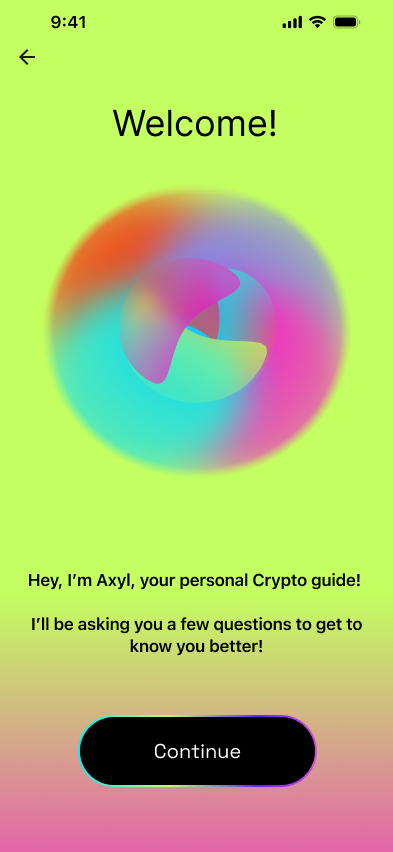 9:41
Welcome!
Hey, I’m Axyl, your personal Crypto guide!
I’ll be asking you a few questions to get to
know you better!
Continue